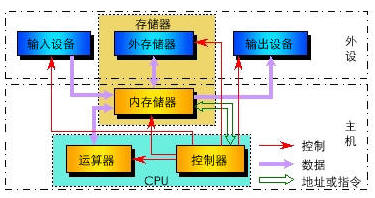 存储器
输入设备
外存储器
输出设备
外设
内存储器
主机
运算器
控制器
CPU
控制
数据
地址或指令